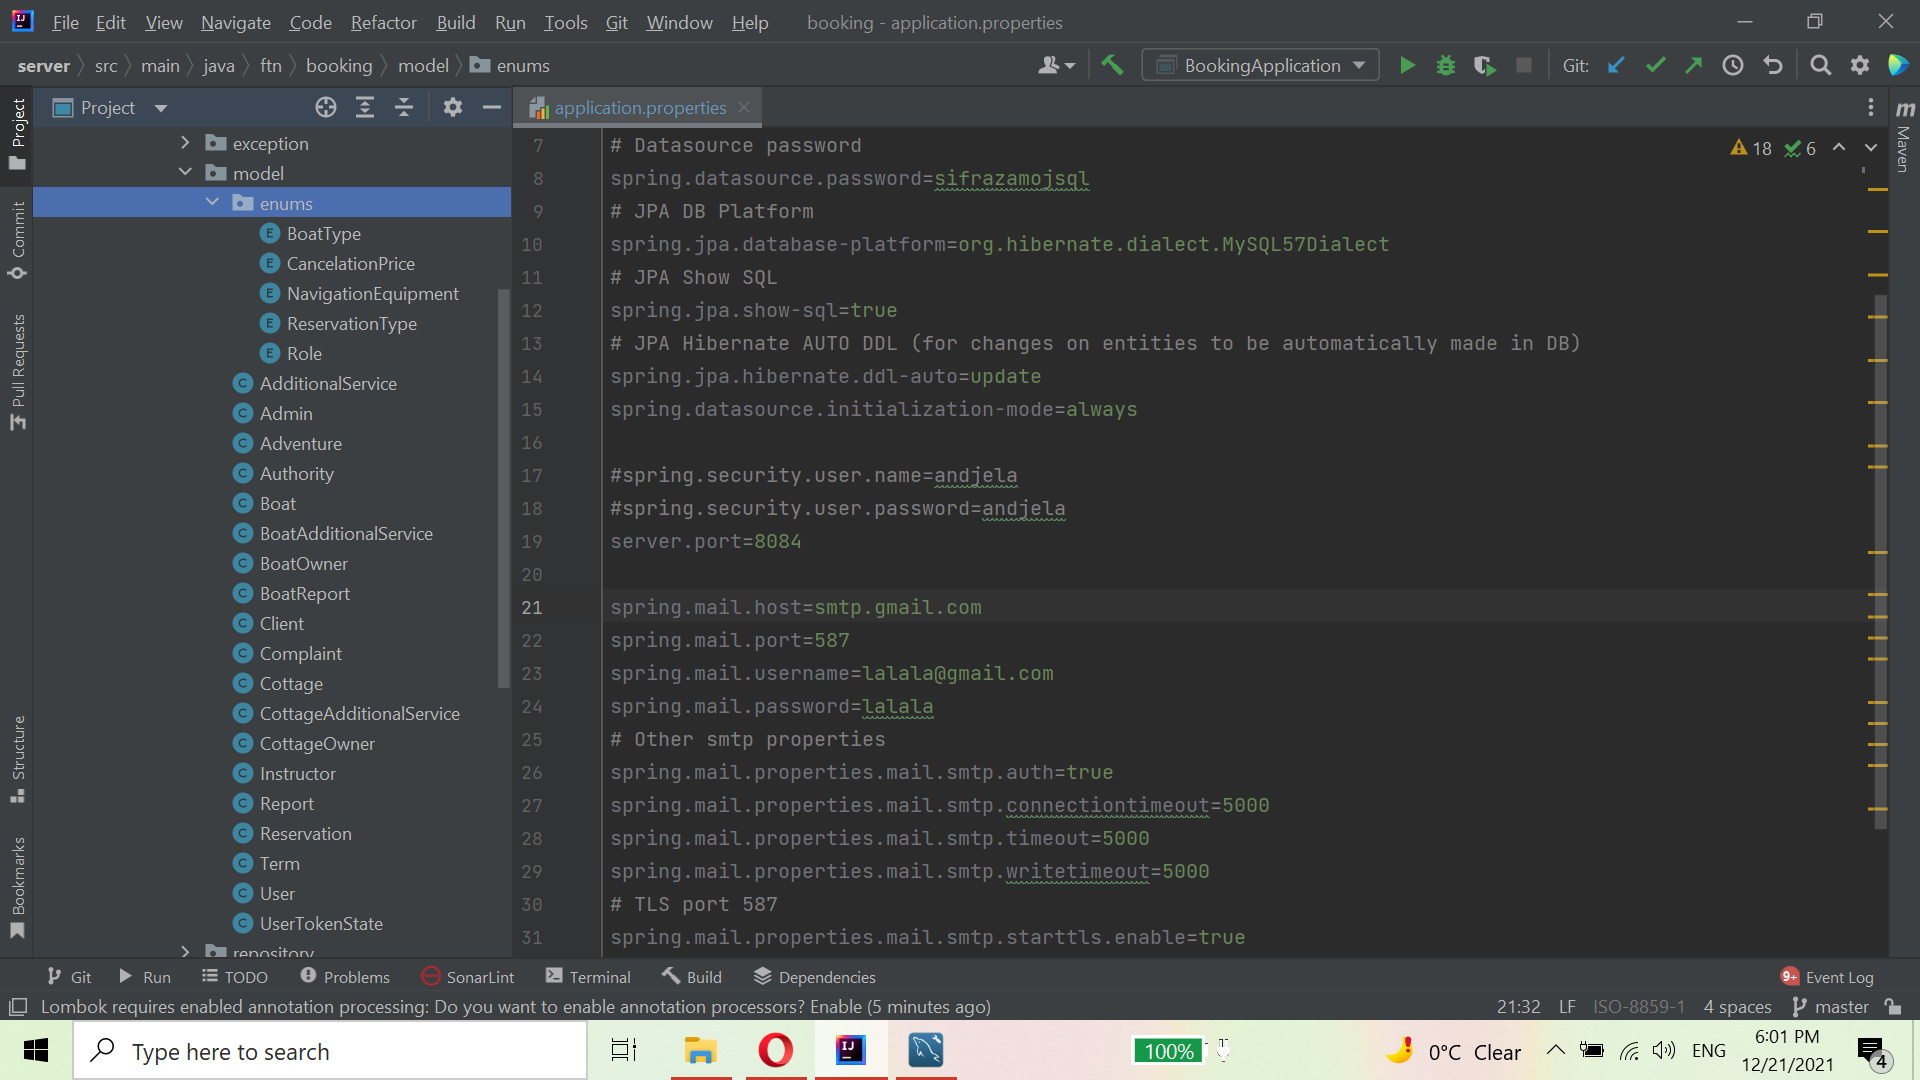 File Edit View Navigate Code Refactor Build Run Tools Git Window Help booking - application.properties
server src main java ftn booking model enums BookingApplication Git:
Project application.properties
exception
model
enums
BoatType
CancelationPrice
NavigationEquipment
ReservationType
Role
AdditionalService
Admin
Adventure
Authority
Boat
BoatAdditionalService
BoatOwner
BoatReport
Client
Complaint
Cottage
CottageAdditionalService
CottageOwner
Instructor
Report
Reservation
Term
User
UserTokenState
repository
Project
Commit
Pull Requests
Structure
Bookmarks
7 # Datasource password
8 spring.datasource.password=sifrazamojsql
9 # JPA DB Platform
10 spring.jpa.database-platform=org.hibernate.dialect.MySQL57Dialect
11 # JPA Show SQL
12 spring.jpa.show-sql=true
13 # JPA Hibernate AUTO DDL (for changes on entities to be automatically made in DB)
14 spring.jpa.hibernate.ddl-auto=update
15 spring.datasource.initialization-mode=always
16
17 #spring.security.user.name=andjela
18 #spring.security.user.password=andjela
19 server.port=8084
20
21 spring.mail.host=smtp.gmail.com
22 spring.mail.port=587
23 spring.mail.username=lalala@gmail.com
24 spring.mail.password=lalala
25 # Other smtp properties
26 spring.mail.properties.mail.smtp.auth=true
27 spring.mail.properties.mail.smtp.connectiontimeout=5000
28 spring.mail.properties.mail.smtp.timeout=5000
29 spring.mail.properties.mail.smtp.writetimeout=5000
30 # TLS port 587
31 spring.mail.properties.mail.smtp.starttls.enable=true
18 6
m Maven
Git Run TODO Problems SonarLint Terminal Build Dependencies 9+ Event Log
Lombok requires enabled annotation processing: Do you want to enable annotation processors? Enable (5 minutes ago) 21:32 LF ISO-8859-1 4 spaces master
Type here to search 100% 0°C Clear ENG 6:01 PM
12/21/2021 4